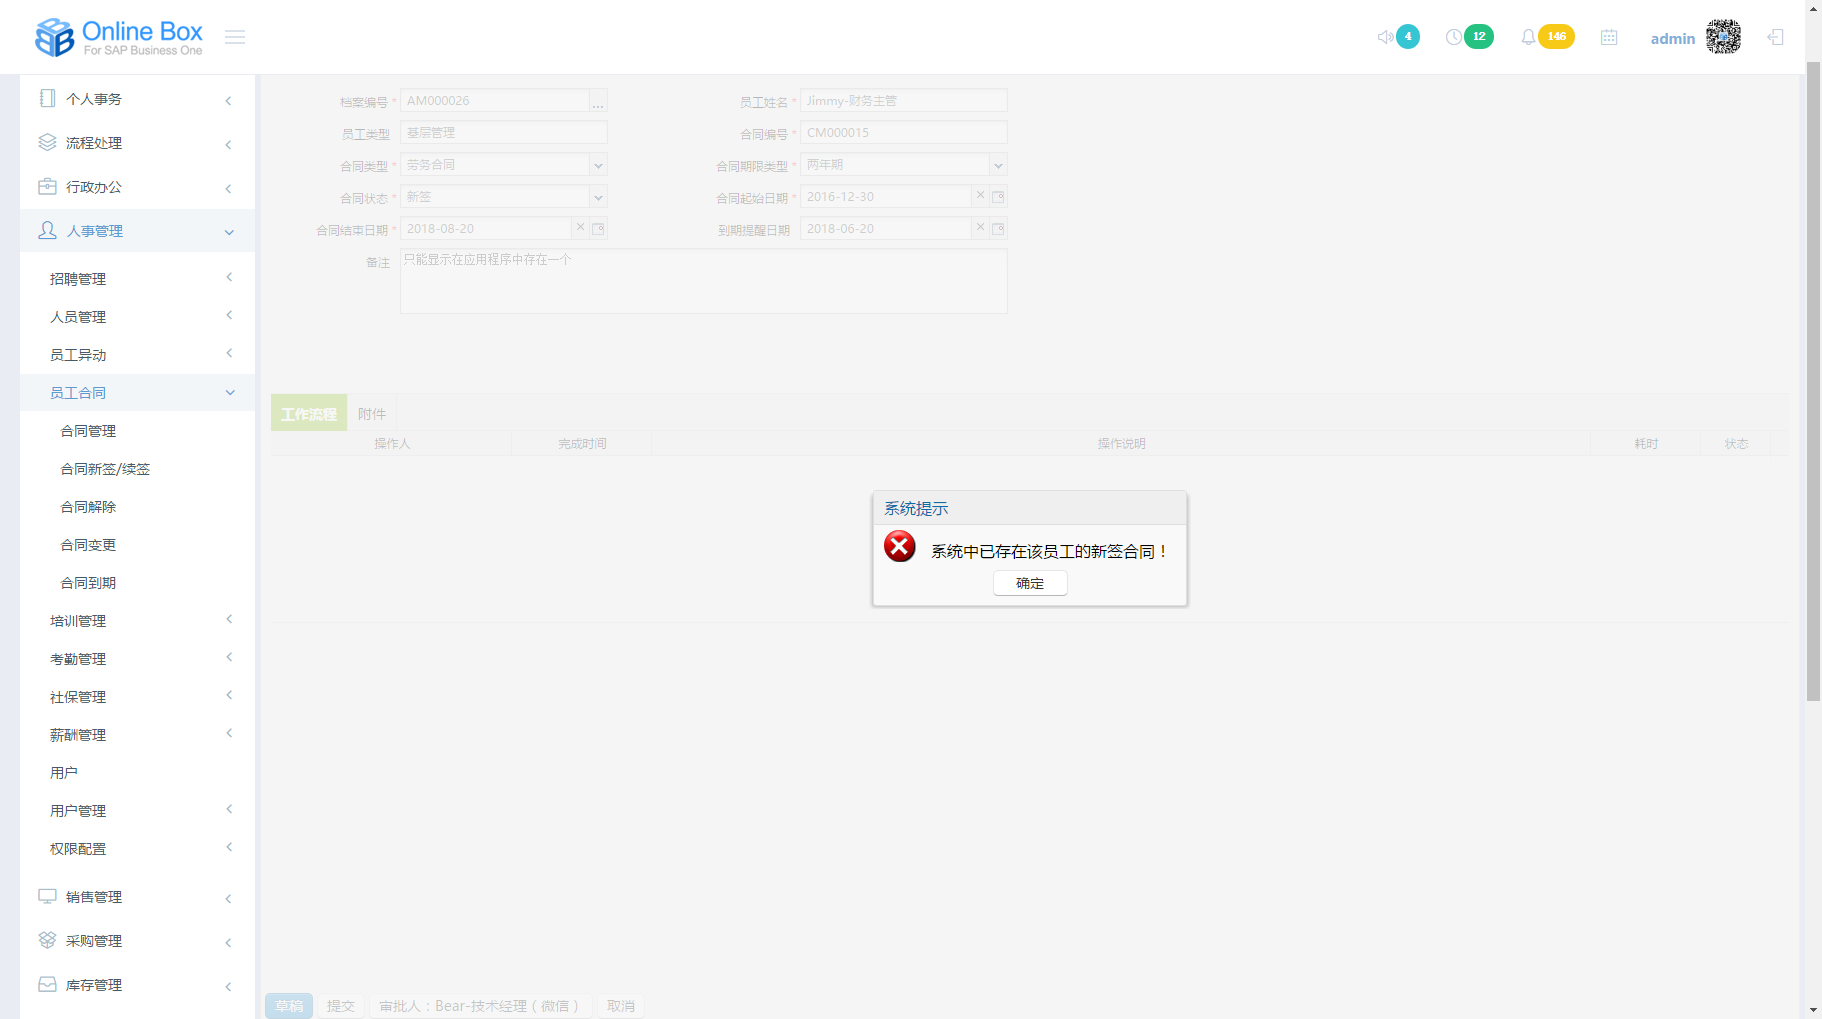 Online Box
For SAP Business One
4
12
146
admin
个人事务
流程处理
行政办公
人事管理
招聘管理
人员管理
员工异动
员工合同
合同管理
合同新签/续签
合同解除
合同变更
合同到期
培训管理
考勤管理
社保管理
薪酬管理
用户
用户管理
权限配置
销售管理
采购管理
库存管理
档案编号* AM000026 ... 员工姓名* Jimmy-财务主管
员工类型 基层管理 合同编号* CM000015
合同类型* 劳务合同 合同期限类型* 两年期
合同状态* 新签 合同起始日期* 2016-12-30
合同结束日期* 2018-08-20 到期提醒日期 2018-06-20
备注 只能显示在应用程序中存在一个
工作流程 附件
操作人 完成时间 操作说明 耗时 状态
系统提示
系统中已存在该员工的新签合同！
确定
草稿 提交 审批人：Bear-技术经理（微信） 取消